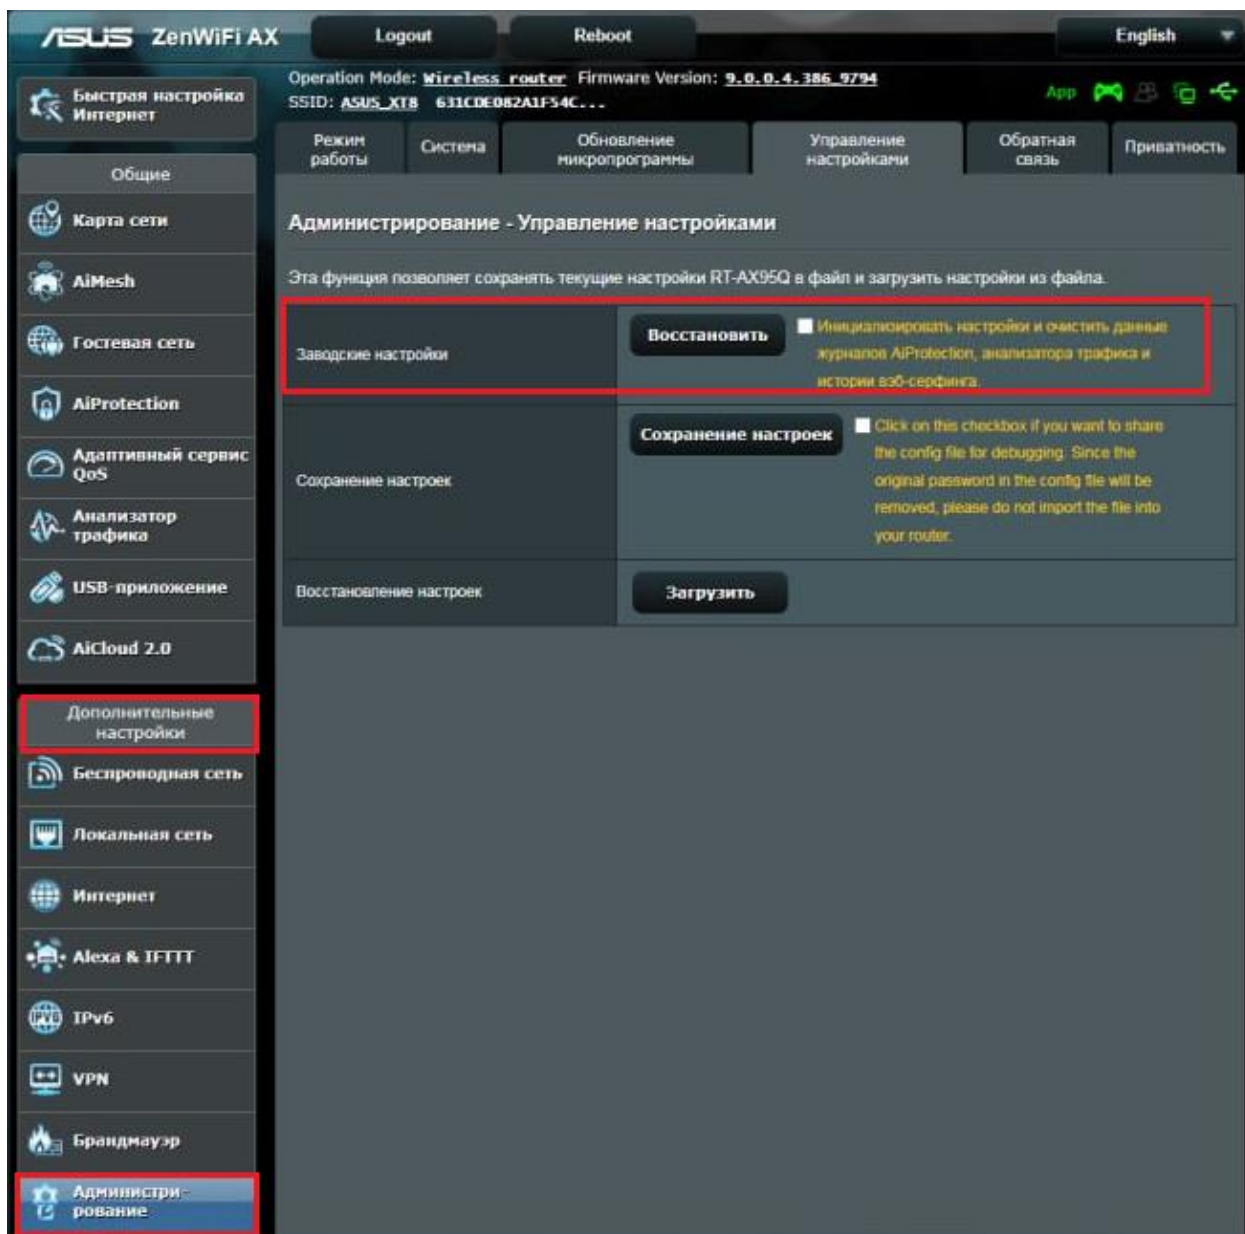 ASUS ZenWiFi AX Logout Reboot English
Быстрая настройка
Интернет
Operation Mode: Wireless router Firmware Version: 9.0.0.4.386_9794
SSID: ASUS_XT8 631CDE082A1F54C... App
Режим
работы
Система
Обновление
микропрограммы
Управление
настройками
Обратная
связь
Приватность
Общие
Карта сети
AiMesh
Гостевая сеть
AiProtection
Адаптивный сервис
QoS
Анализатор
трафика
USB-приложение
AiCloud 2.0
Дополнительные
настройки
Беспроводная сеть
Локальная сеть
Интернет
Alexa & IFTTT
IPv6
VPN
Брандмауэр
Администри-
рование
Администрирование - Управление настройками
Эта функция позволяет сохранять текущие настройки RT-AX95Q в файл и загрузить настройки из файла.
Заводские настройки
Восстановить
Инициализировать настройки и очистить данные
журналов AiProtection, анализатора трафика и
истории вэб-серфинга.
Сохранение настроек
Сохранение настроек
Click on this checkbox if you want to share
the config file for debugging. Since the
original password in the config file will be
removed, please do not import the file into
your router.
Восстановление настроек
Загрузить